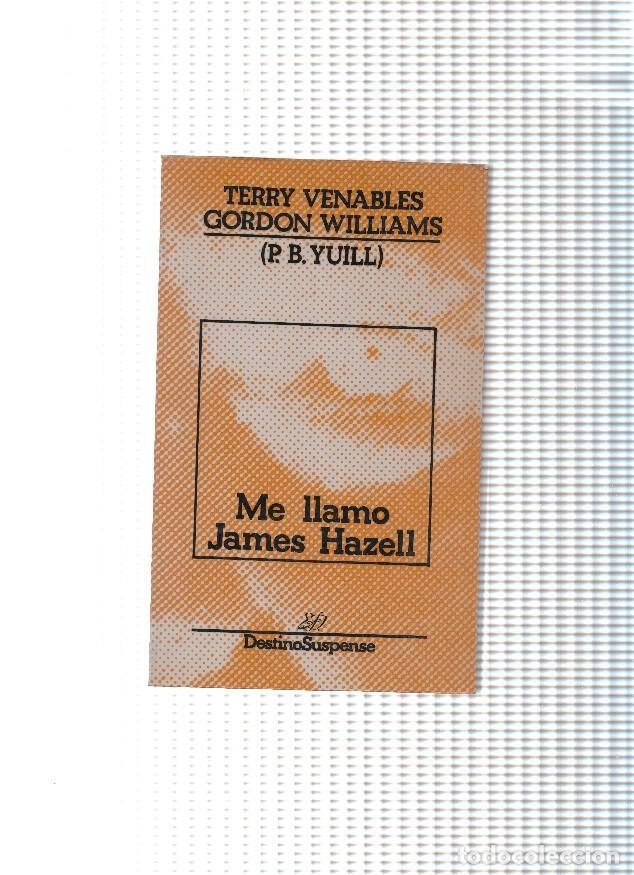 TERRY VENABLES
GORDON WILLIAMS
(P. B. YUILL)
Me llamo
James Hazell
DestinoSuspense
todocoleccion